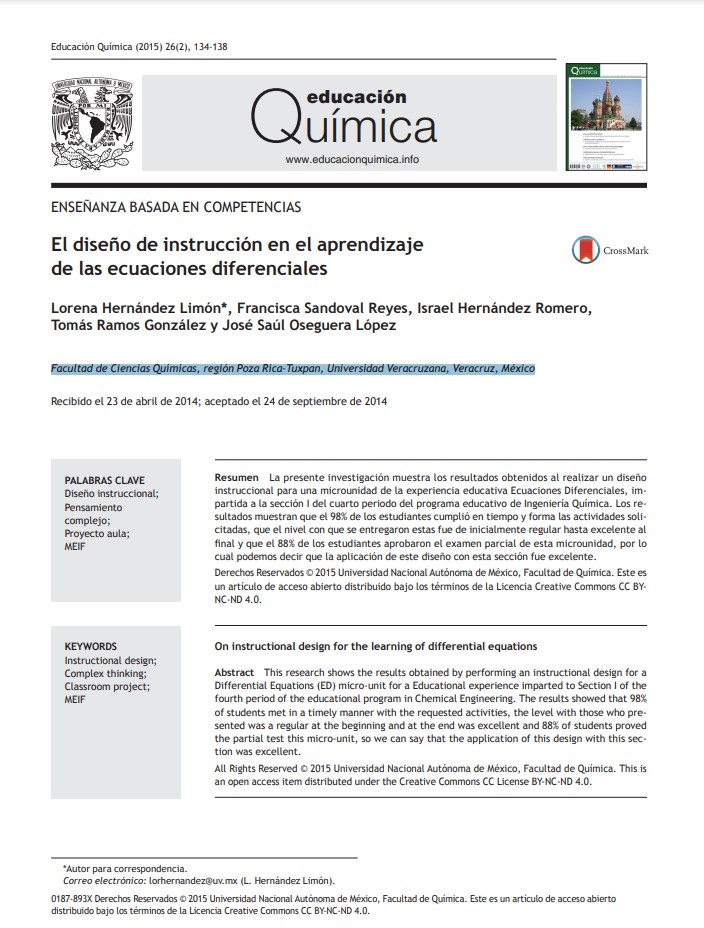 Educación Química (2015) 26(2), 134-138
educación
Química
www.educacionquimica.info
educación
Química
ENSEÑANZA BASADA EN COMPETENCIAS
El diseño de instrucción en el aprendizaje
de las ecuaciones diferenciales
CrossMark
Lorena Hernández Limón*, Francisca Sandoval Reyes, Israel Hernández Romero,
Tomás Ramos González y José Saúl Oseguera López
Facultad de Ciencias Químicas, región Poza Rica-Tuxpan, Universidad Veracruzana, Veracruz, México
Recibido el 23 de abril de 2014; aceptado el 24 de septiembre de 2014
PALABRAS CLAVE
Diseño instruccional;
Pensamiento
complejo;
Proyecto aula;
MEIF
Resumen La presente investigación muestra los resultados obtenidos al realizar un diseño
instruccional para una microunidad de la experiencia educativa Ecuaciones Diferenciales, im-
partida a la sección I del cuarto periodo del programa educativo de Ingeniería Química. Los re-
sultados muestran que el 98% de los estudiantes cumplió en tiempo y forma las actividades soli-
citadas, que el nivel con que se entregaron estas fue de inicialmente regular hasta excelente al
final y que el 88% de los estudiantes aprobaron el examen parcial de esta microunidad, por lo
cual podemos decir que la aplicación de este diseño con esta sección fue excelente.
Derechos Reservados © 2015 Universidad Nacional Autónoma de México, Facultad de Química. Este es
un artículo de acceso abierto distribuido bajo los términos de la Licencia Creative Commons CC BY-
NC-ND 4.0.
KEYWORDS
Instructional design;
Complex thinking;
Classroom project;
MEIF
On instructional design for the learning of differential equations
Abstract This research shows the results obtained by performing an instructional design for a
Differential Equations (ED) micro-unit for a Educational experience imparted to Section I of the
fourth period of the educational program in Chemical Engineering. The results showed that 98%
of students met in a timely manner with the requested activities, the level with those who pre-
sented was a regular at the beginning and at the end was excellent and 88% of students proved
the partial test this micro-unit, so we can say that the application of this design with this sec-
tion was excellent.
All Rights Reserved © 2015 Universidad Nacional Autónoma de México, Facultad de Química. This is
an open access item distributed under the Creative Commons CC License BY-NC-ND 4.0.
*Autor para correspondencia.
Correo electrónico: lorhernandez@uv.mx (L. Hernández Limón).
0187-893X Derechos Reservados © 2015 Universidad Nacional Autónoma de México, Facultad de Química. Este es un artículo de acceso abierto
distribuido bajo los términos de la Licencia Creative Commons CC BY-NC-ND 4.0.